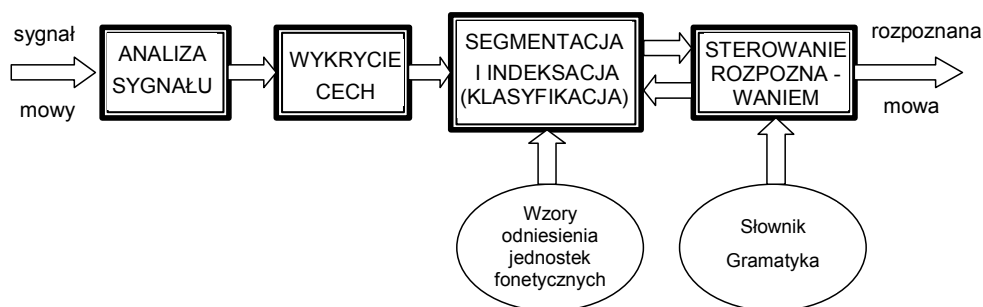 sygnał
mowy
ANALIZA
SYGNAŁU
WYKRYCIE
CECH
SEGMENTACJA
I INDEKSACJA
(KLASYFIKACJA)
STEROWANIE
ROZPOZNA -
WANIEM
rozpoznana
mowa
Wzory
odniesienia
jednostek
fonetycznych
Słownik
Gramatyka